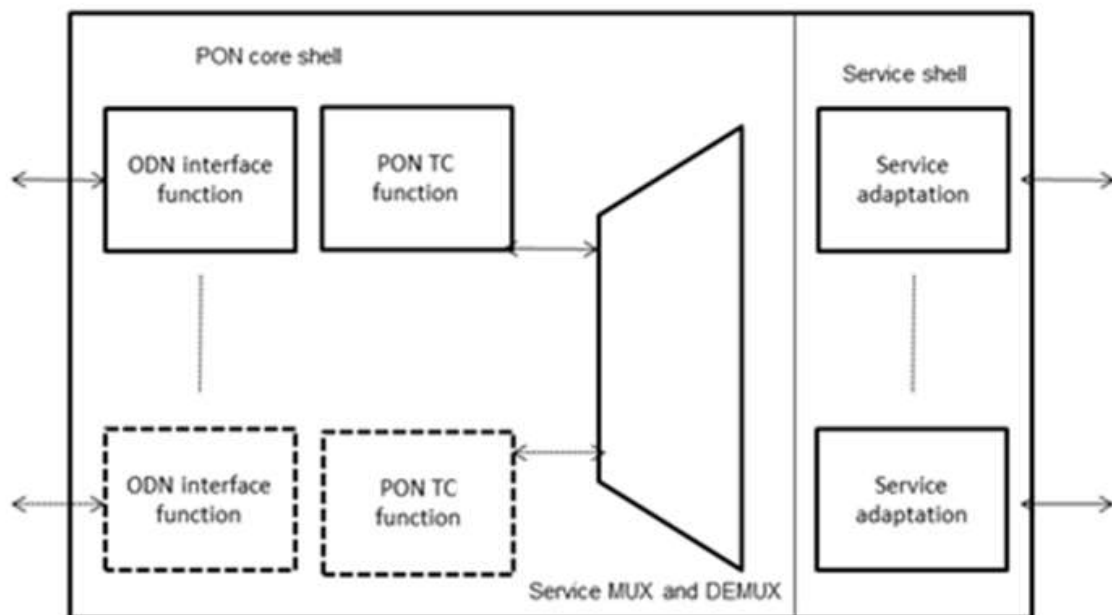 PON core shell
Service shell
ODN interface
function
PON TC
function
Service
adaptation
ODN interface
function
PON TC
function
Service
adaptation
Service MUX and DEMUX